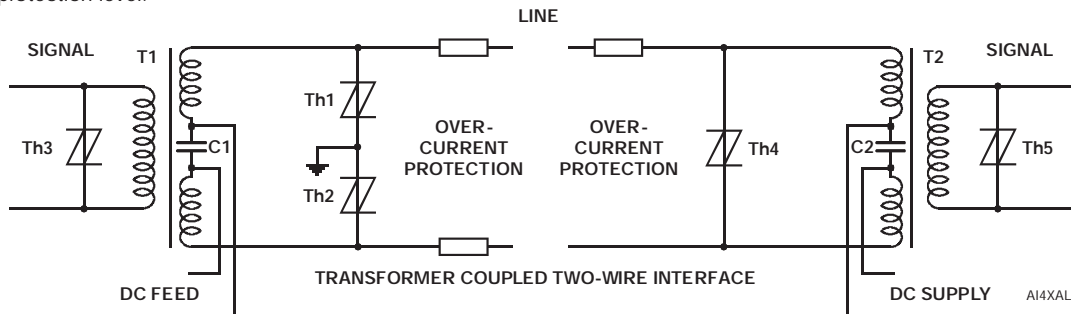 protection level.
LINE
SIGNAL
T1
T2
SIGNAL
Th1
OVER-
CURRENT
PROTECTION
OVER-
CURRENT
PROTECTION
Th3
C1
Th4
C2
Th5
Th2
TRANSFORMER COUPLED TWO-WIRE INTERFACE
DC FEED
DC SUPPLY
AI4XAL